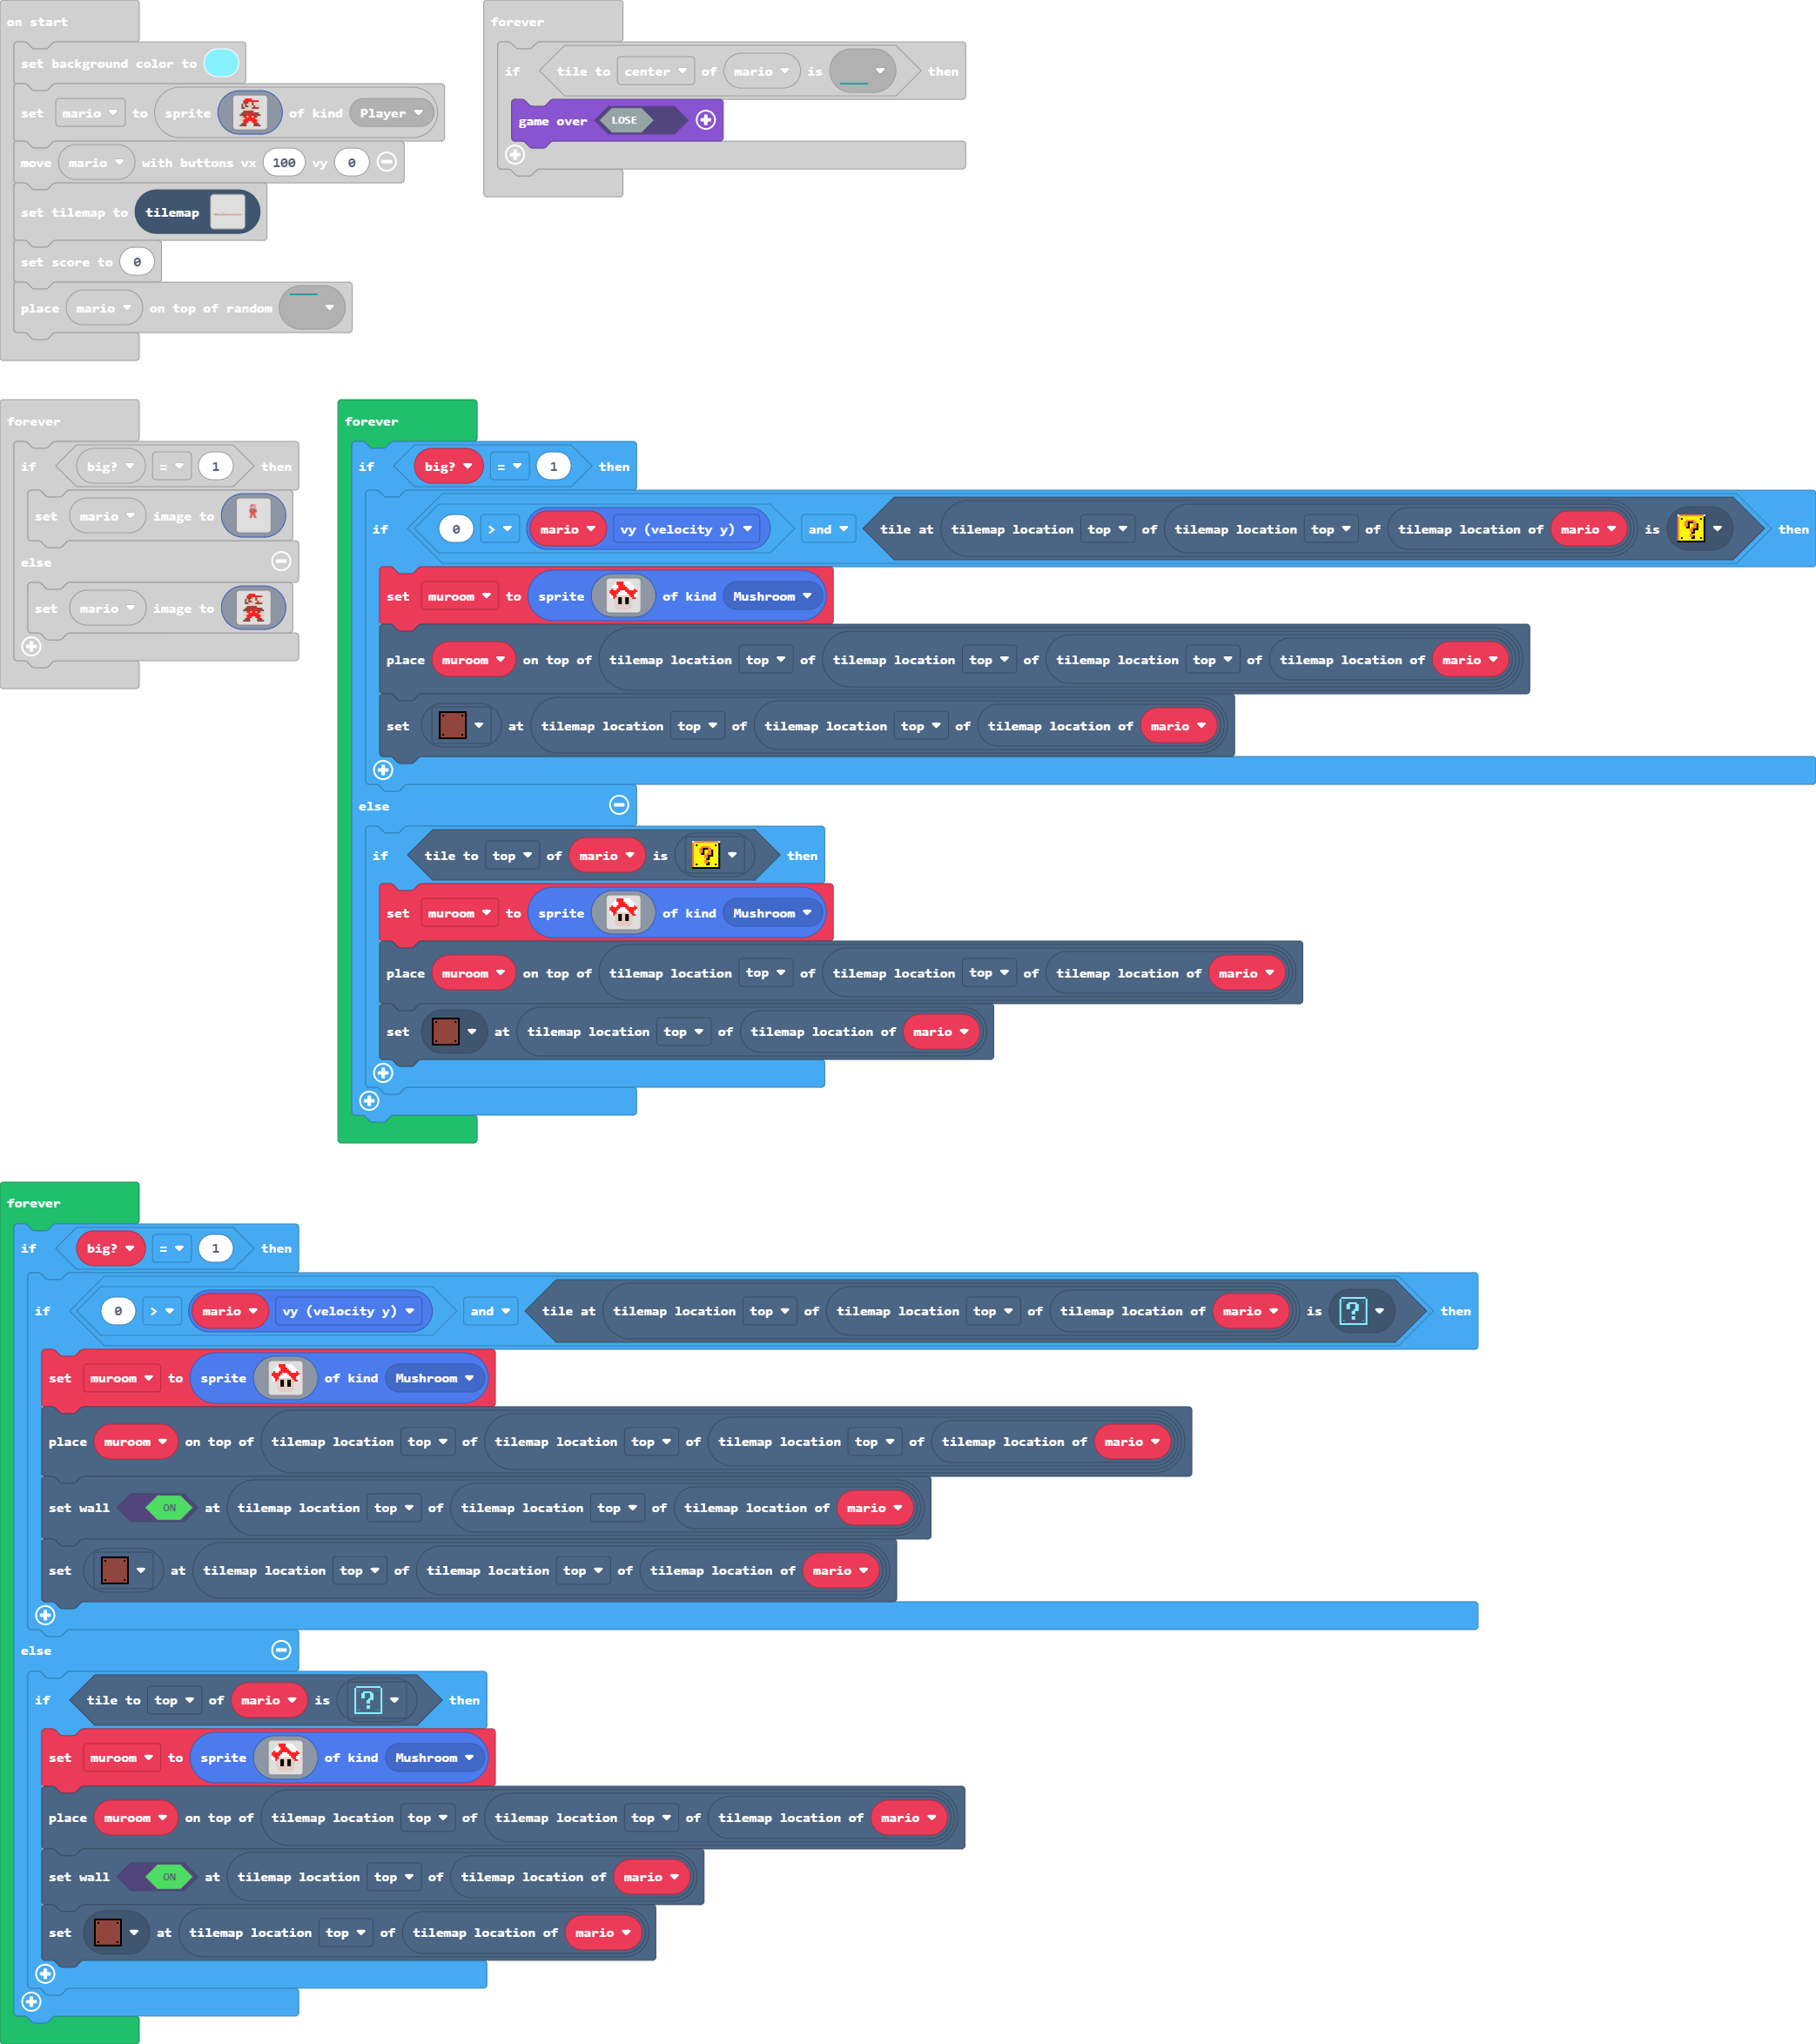 on start
set background color to
set mario to sprite of kind Player
move mario with buttons vx 100 vy 0
set tilemap to tilemap
set score to 0
place mario on top of random
forever
if tile to center of mario is then
game over LOSE
forever
if big? = 1 then
set mario image to
else
set mario image to
forever
if big? = 1 then
if 0 > mario vy (velocity y) and tile at tilemap location top of tilemap location top of tilemap location of mario is ? then
set muroom to sprite of kind Mushroom
place muroom on top of tilemap location top of tilemap location top of tilemap location top of tilemap location of mario
set at tilemap location top of tilemap location top of tilemap location of mario
else
if tile to top of mario is ? then
set muroom to sprite of kind Mushroom
place muroom on top of tilemap location top of tilemap location top of tilemap location of mario
set at tilemap location top of tilemap location of mario
forever
if big? = 1 then
if 0 > mario vy (velocity y) and tile at tilemap location top of tilemap location top of tilemap location of mario is ? then
set muroom to sprite of kind Mushroom
place muroom on top of tilemap location top of tilemap location top of tilemap location top of tilemap location of mario
set wall ON at tilemap location top of tilemap location top of tilemap location of mario
set at tilemap location top of tilemap location top of tilemap location of mario
else
if tile to top of mario is ? then
set muroom to sprite of kind Mushroom
place muroom on top of tilemap location top of tilemap location top of tilemap location of mario
set wall ON at tilemap location top of tilemap location of mario
set at tilemap location top of tilemap location of mario